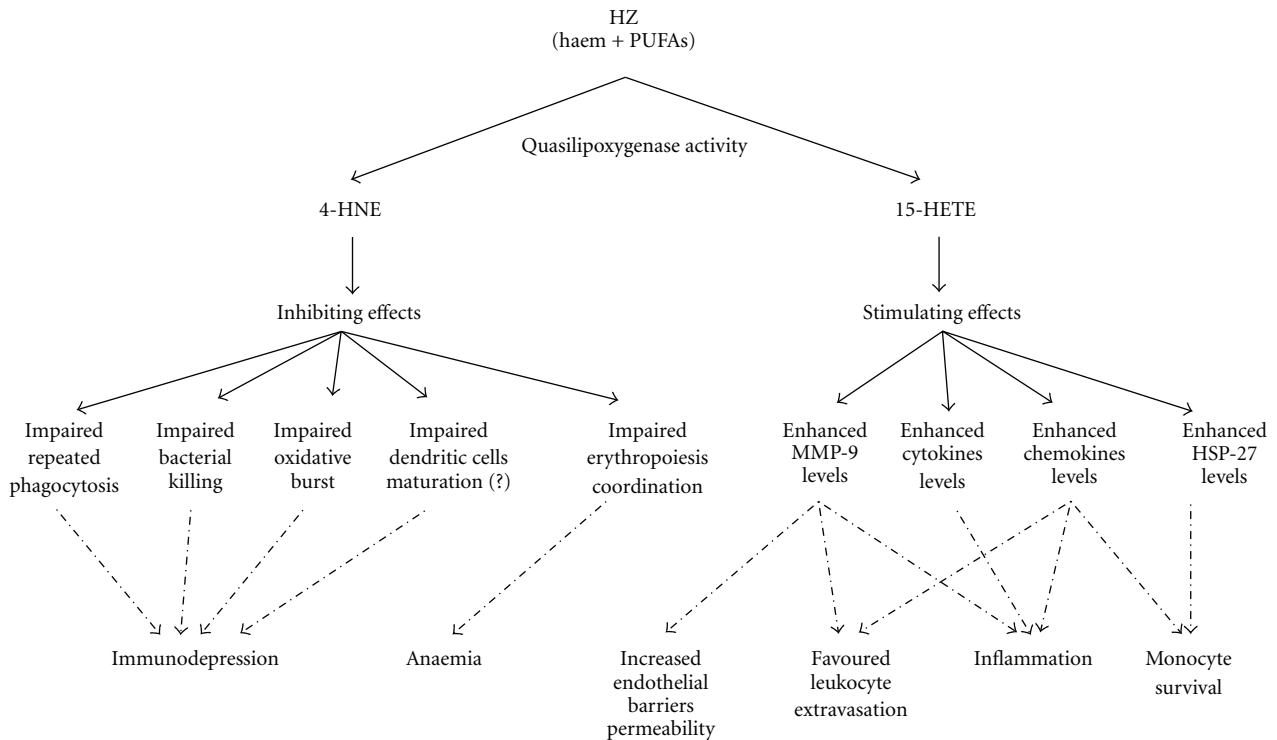 HZ
(haem + PUFAs)
Quasilipoxygenase activity
4-HNE
15-HETE
Inhibiting effects
Stimulating effects
Impaired
repeated
phagocytosis
Impaired
bacterial
killing
Impaired
oxidative
burst
Impaired
dendritic cells
maturation (?)
Impaired
erythropoiesis
coordination
Enhanced
MMP-9
levels
Enhanced
cytokines
levels
Enhanced
chemokines
levels
Enhanced
HSP-27
levels
Immunodepression
Anaemia
Increased
endothelial
barriers
permeability
Favoured
leukocyte
extravasation
Inflammation
Monocyte
survival